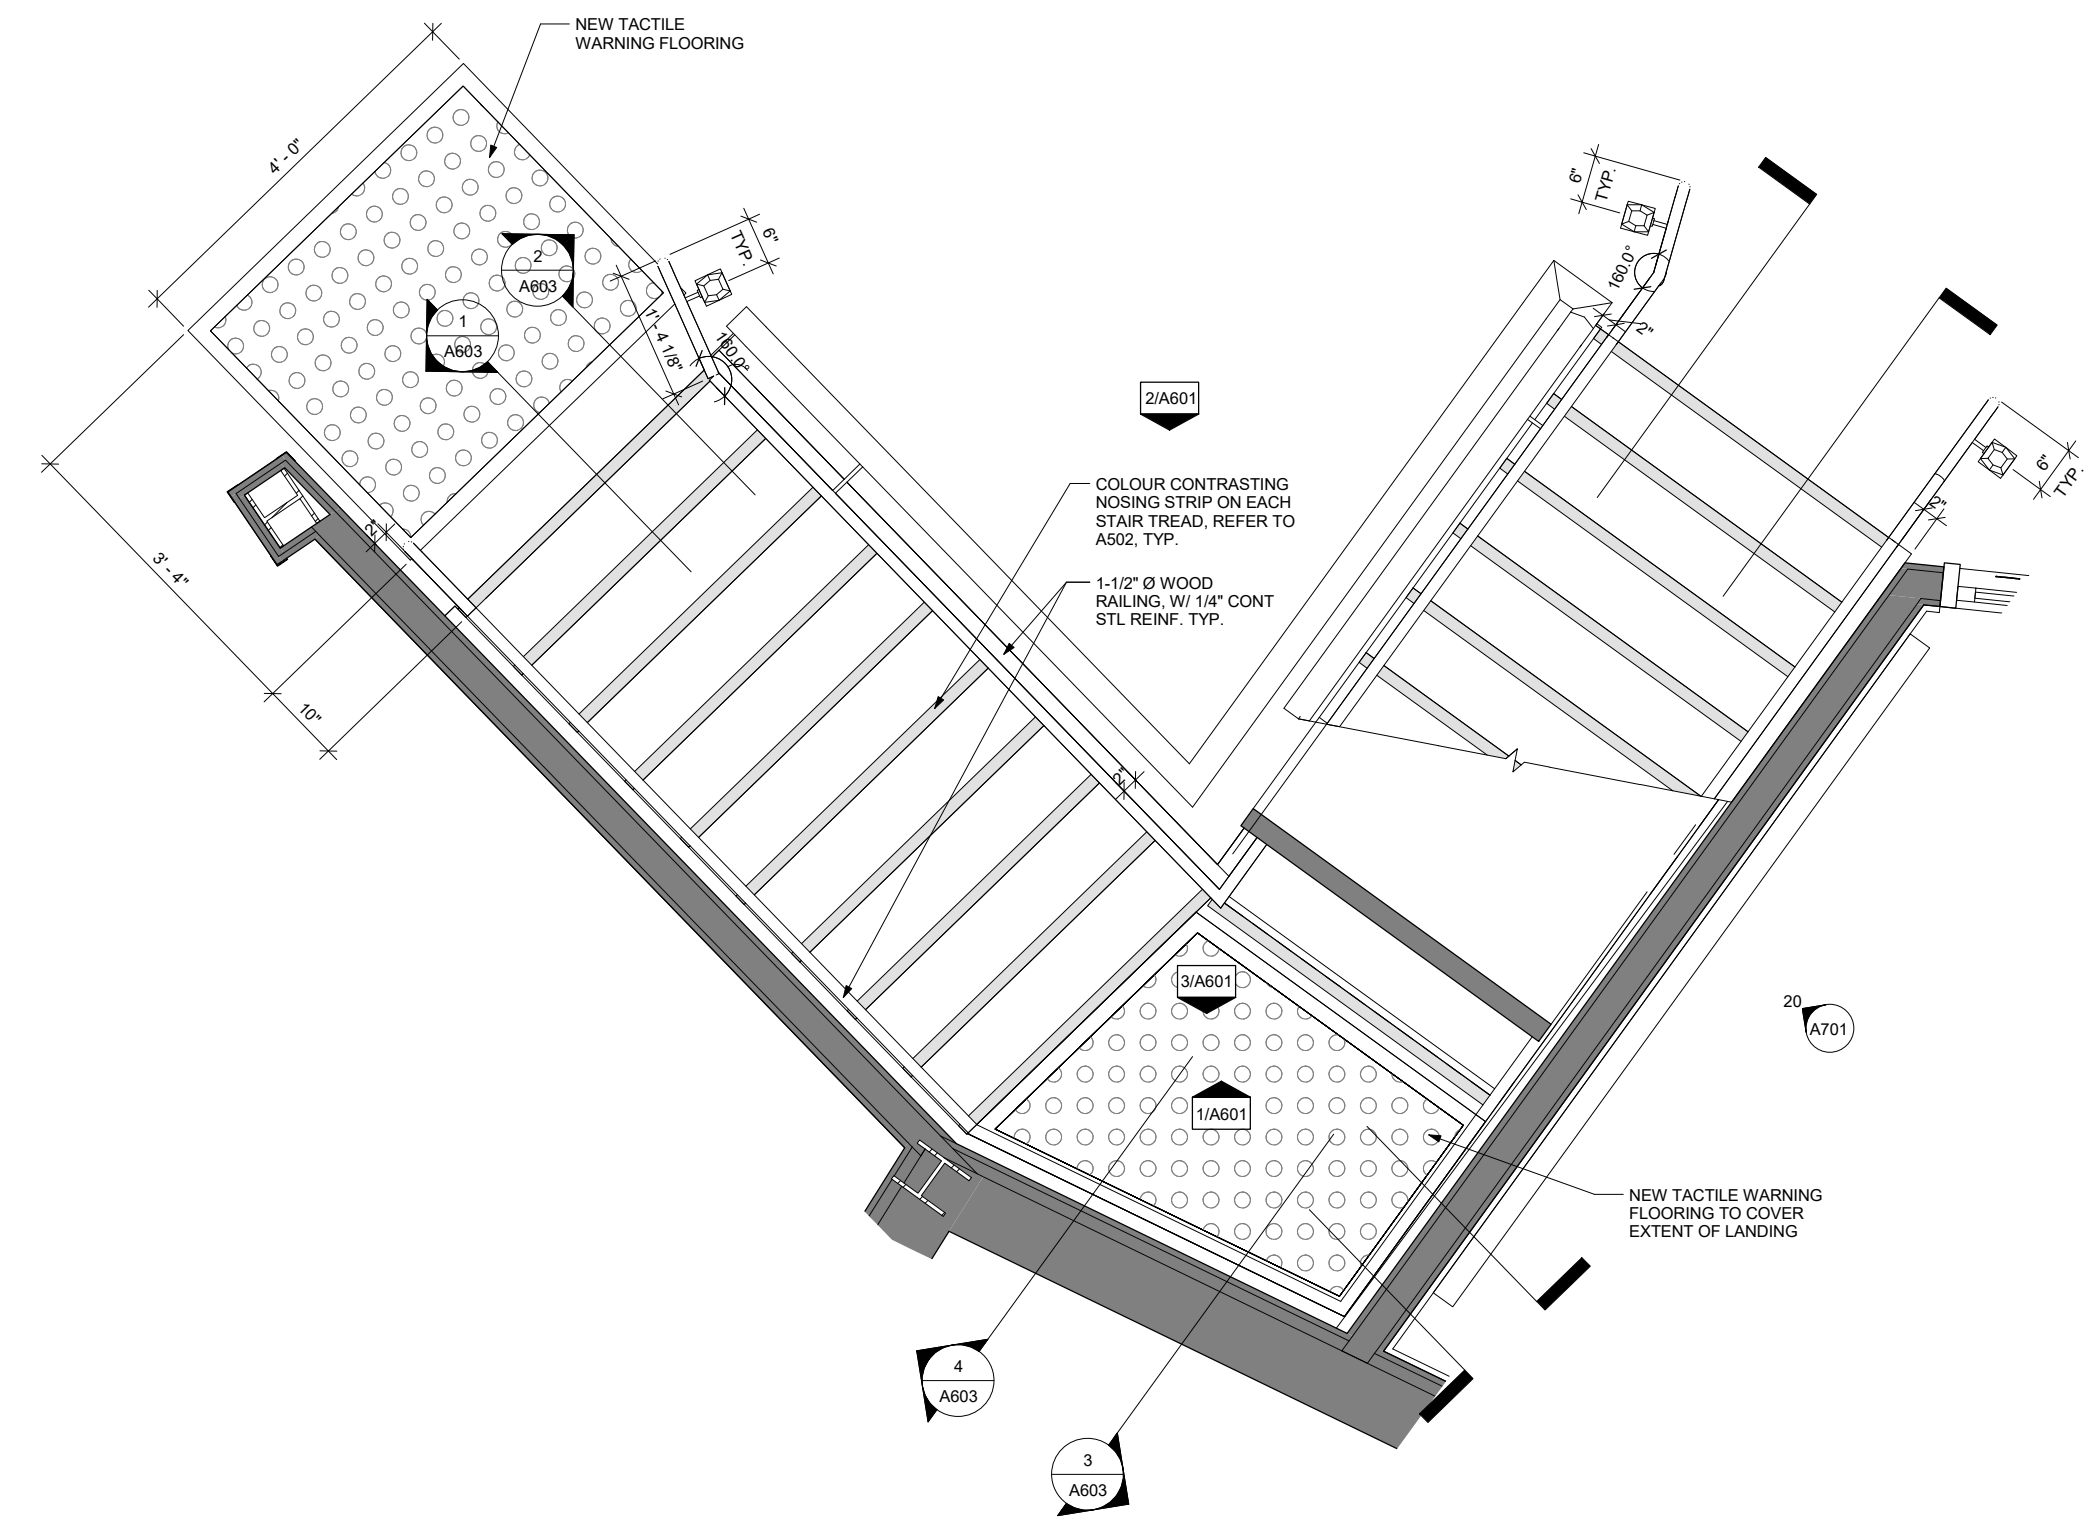 NEW TACTILE
WARNING FLOORING
4' - 0"
2
A603
1
A603
6"
TYP.
1' - 4 1/8"
160.0°
6"
TYP.
160.0°
2"
2/A601
6"
TYP.
2"
COLOUR CONTRASTING
NOSING STRIP ON EACH
STAIR TREAD, REFER TO
A502, TYP.
1-1/2" Ø WOOD
RAILING, W/ 1/4" CONT
STL REINF. TYP.
2"
3' - 4"
10"
2"
3/A601
20
A701
1/A601
NEW TACTILE WARNING
FLOORING TO COVER
EXTENT OF LANDING
4
A603
3
A603